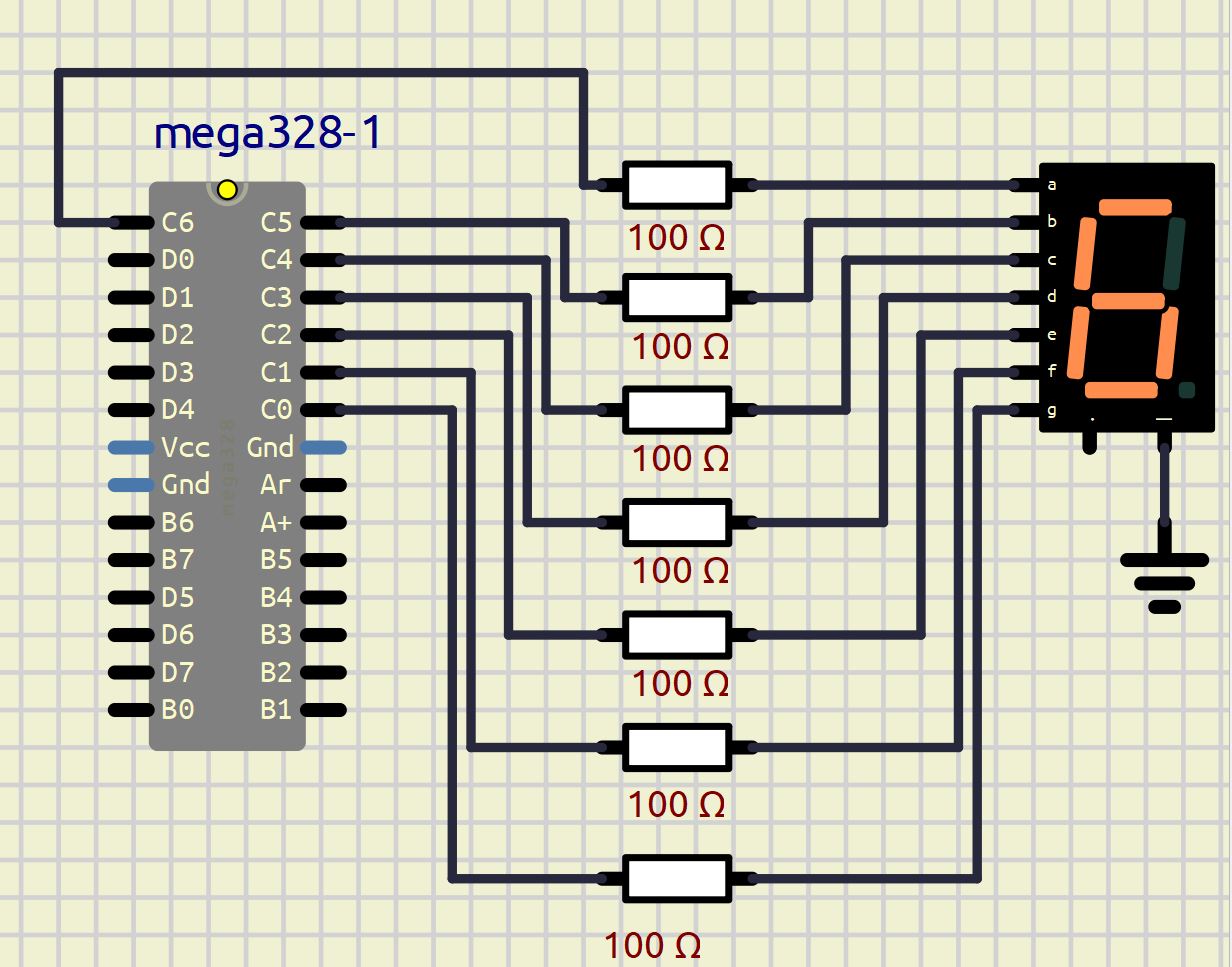 mega328-1
C6 C5
D0 C4
D1 C3
D2 C2
D3 C1
D4 C0
Vcc Gnd
Gnd Ar
B6 A+
B7 B5
D5 B4
D6 B3
D7 B2
B0 B1
mega328
100 Ω
100 Ω
100 Ω
100 Ω
100 Ω
100 Ω
100 Ω
a
b
c
d
e
f
g